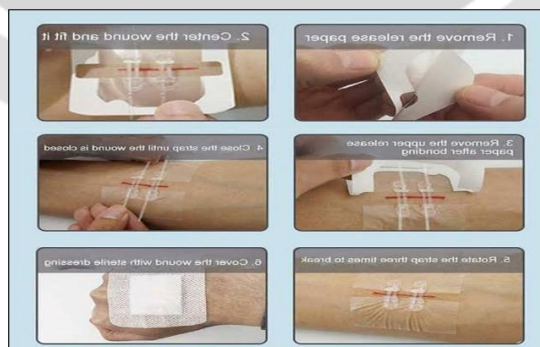 1. Remove the release paper
2. Center the wound and fit it
3. Remove the upper release
paper after bonding
4. Close the strap until the wound is closed
5. Rotate the strap three times to break
6. Cover the wound with sterile dressing